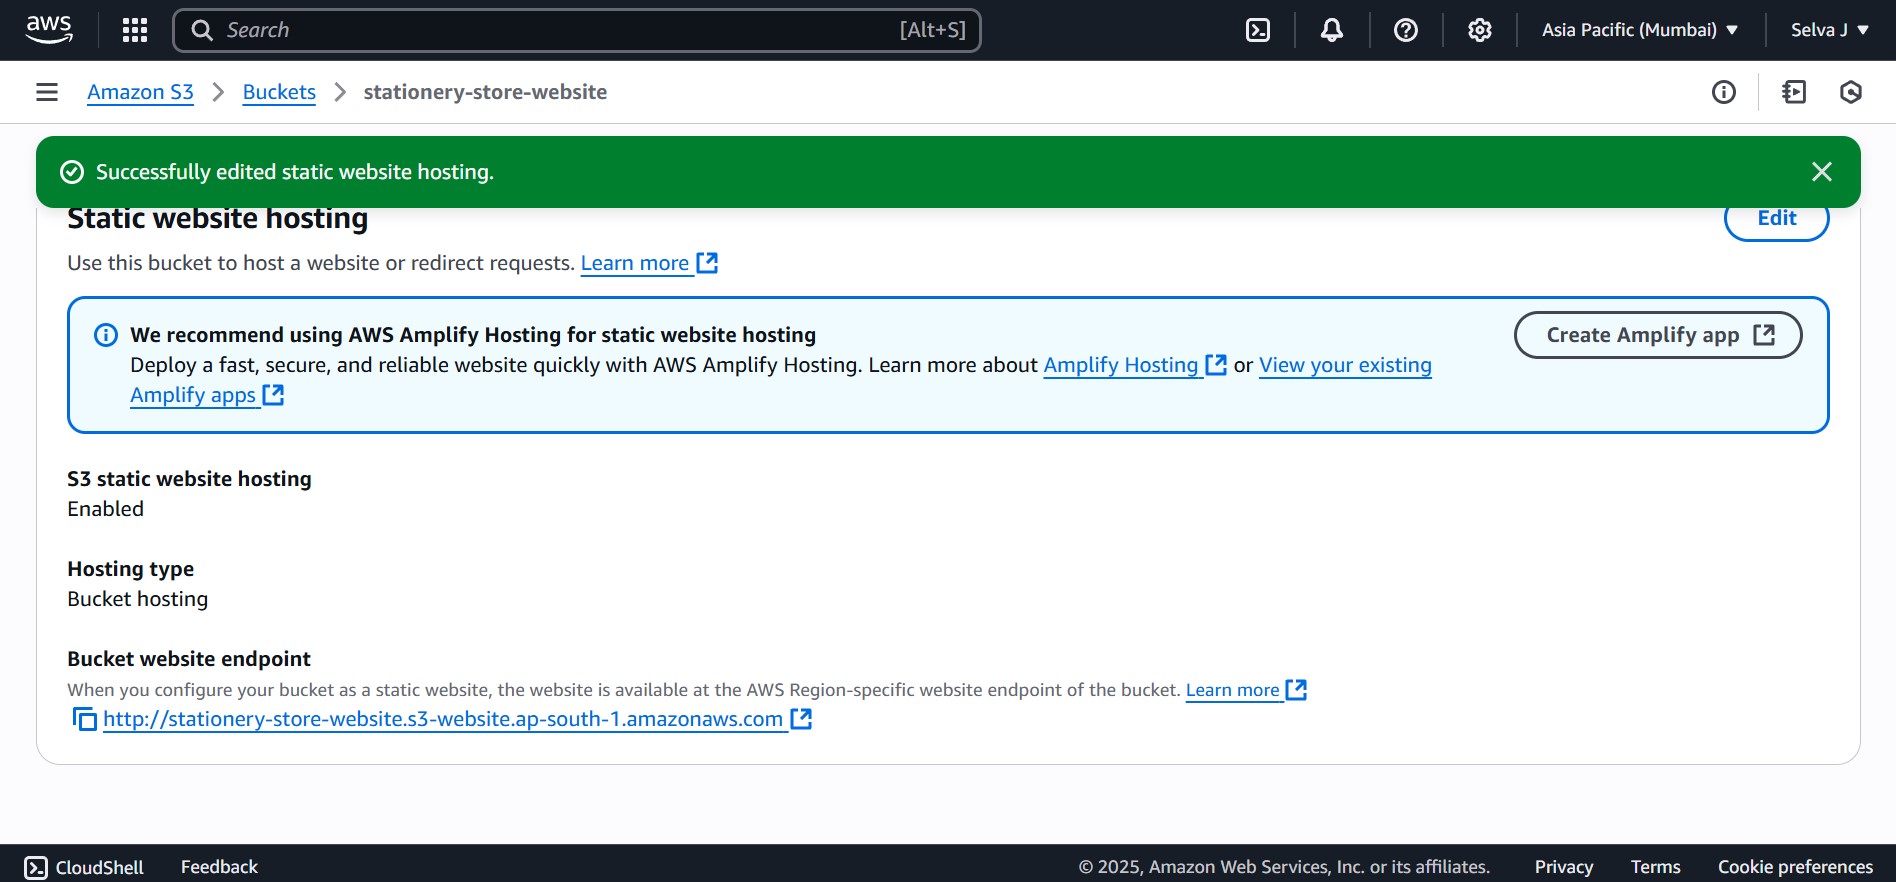 aws
Search [Alt+S]
Asia Pacific (Mumbai) Selva J
Amazon S3 Buckets stationery-store-website
Successfully edited static website hosting.
Static website hosting Edit
Use this bucket to host a website or redirect requests. Learn more
We recommend using AWS Amplify Hosting for static website hosting
Create Amplify app
Deploy a fast, secure, and reliable website quickly with AWS Amplify Hosting. Learn more about Amplify Hosting or View your existing
Amplify apps
S3 static website hosting
Enabled
Hosting type
Bucket hosting
Bucket website endpoint
When you configure your bucket as a static website, the website is available at the AWS Region-specific website endpoint of the bucket. Learn more
http://stationery-store-website.s3-website.ap-south-1.amazonaws.com
CloudShell Feedback © 2025, Amazon Web Services, Inc. or its affiliates. Privacy Terms Cookie preferences